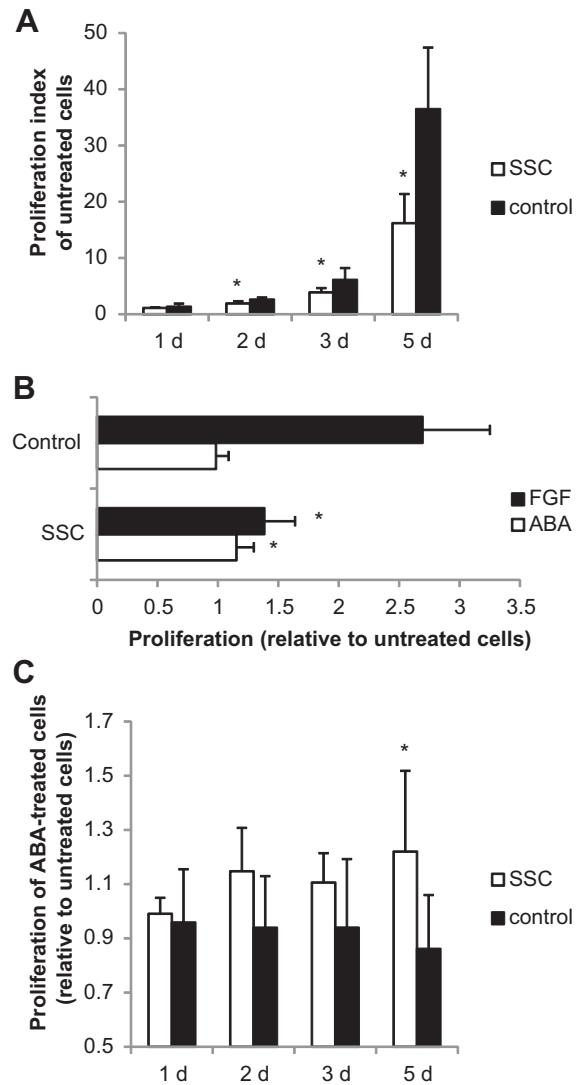 A
Proliferation index
of untreated cells
50
40
30
20
10
0
*
*
*
1 d 2 d 3 d 5 d
SSC
control
B
Control
SSC
*
*
FGF
ABA
0 0.5 1 1.5 2 2.5 3 3.5
Proliferation (relative to untreated cells)
C
Proliferation of ABA-treated cells
(relative to untreated cells)
1.7
1.5
1.3
1.1
0.9
0.7
0.5
*
1 d 2 d 3 d 5 d
SSC
control